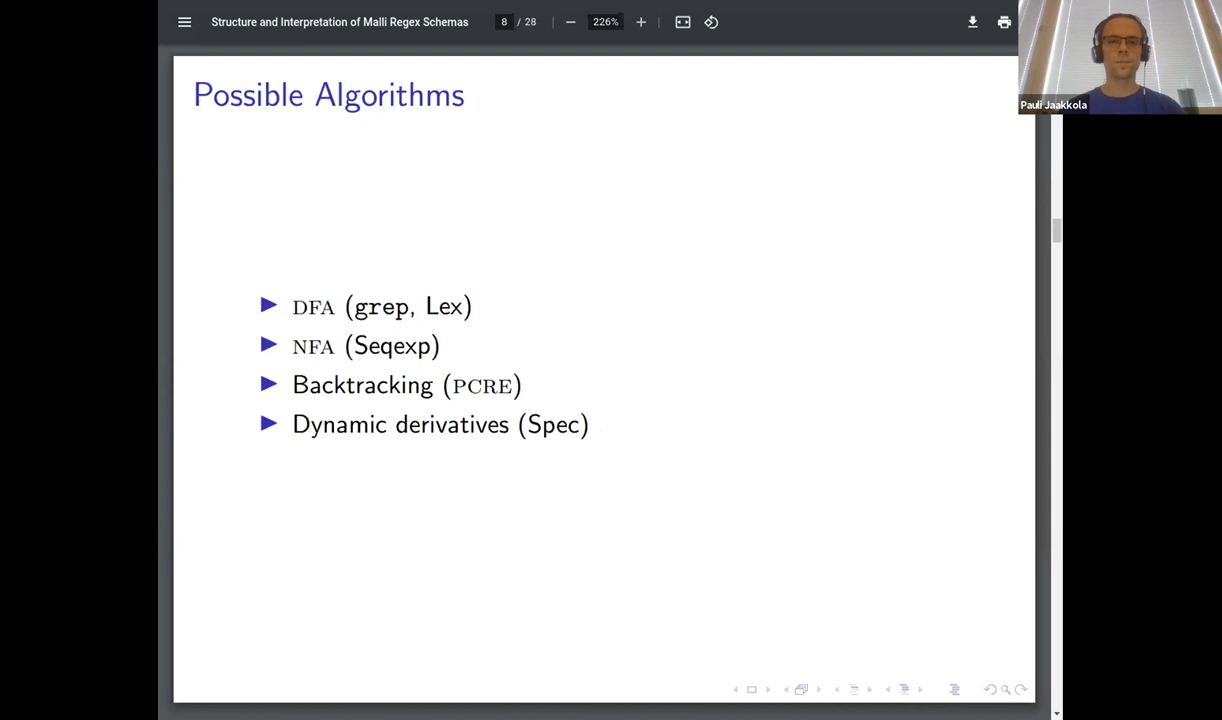 Structure and Interpretation of Malli Regex Schemas 8 / 28 226%
Pauli Jaakkola
Possible Algorithms
DFA (grep, Lex)
NFA (Seqexp)
Backtracking (PCRE)
Dynamic derivatives (Spec)